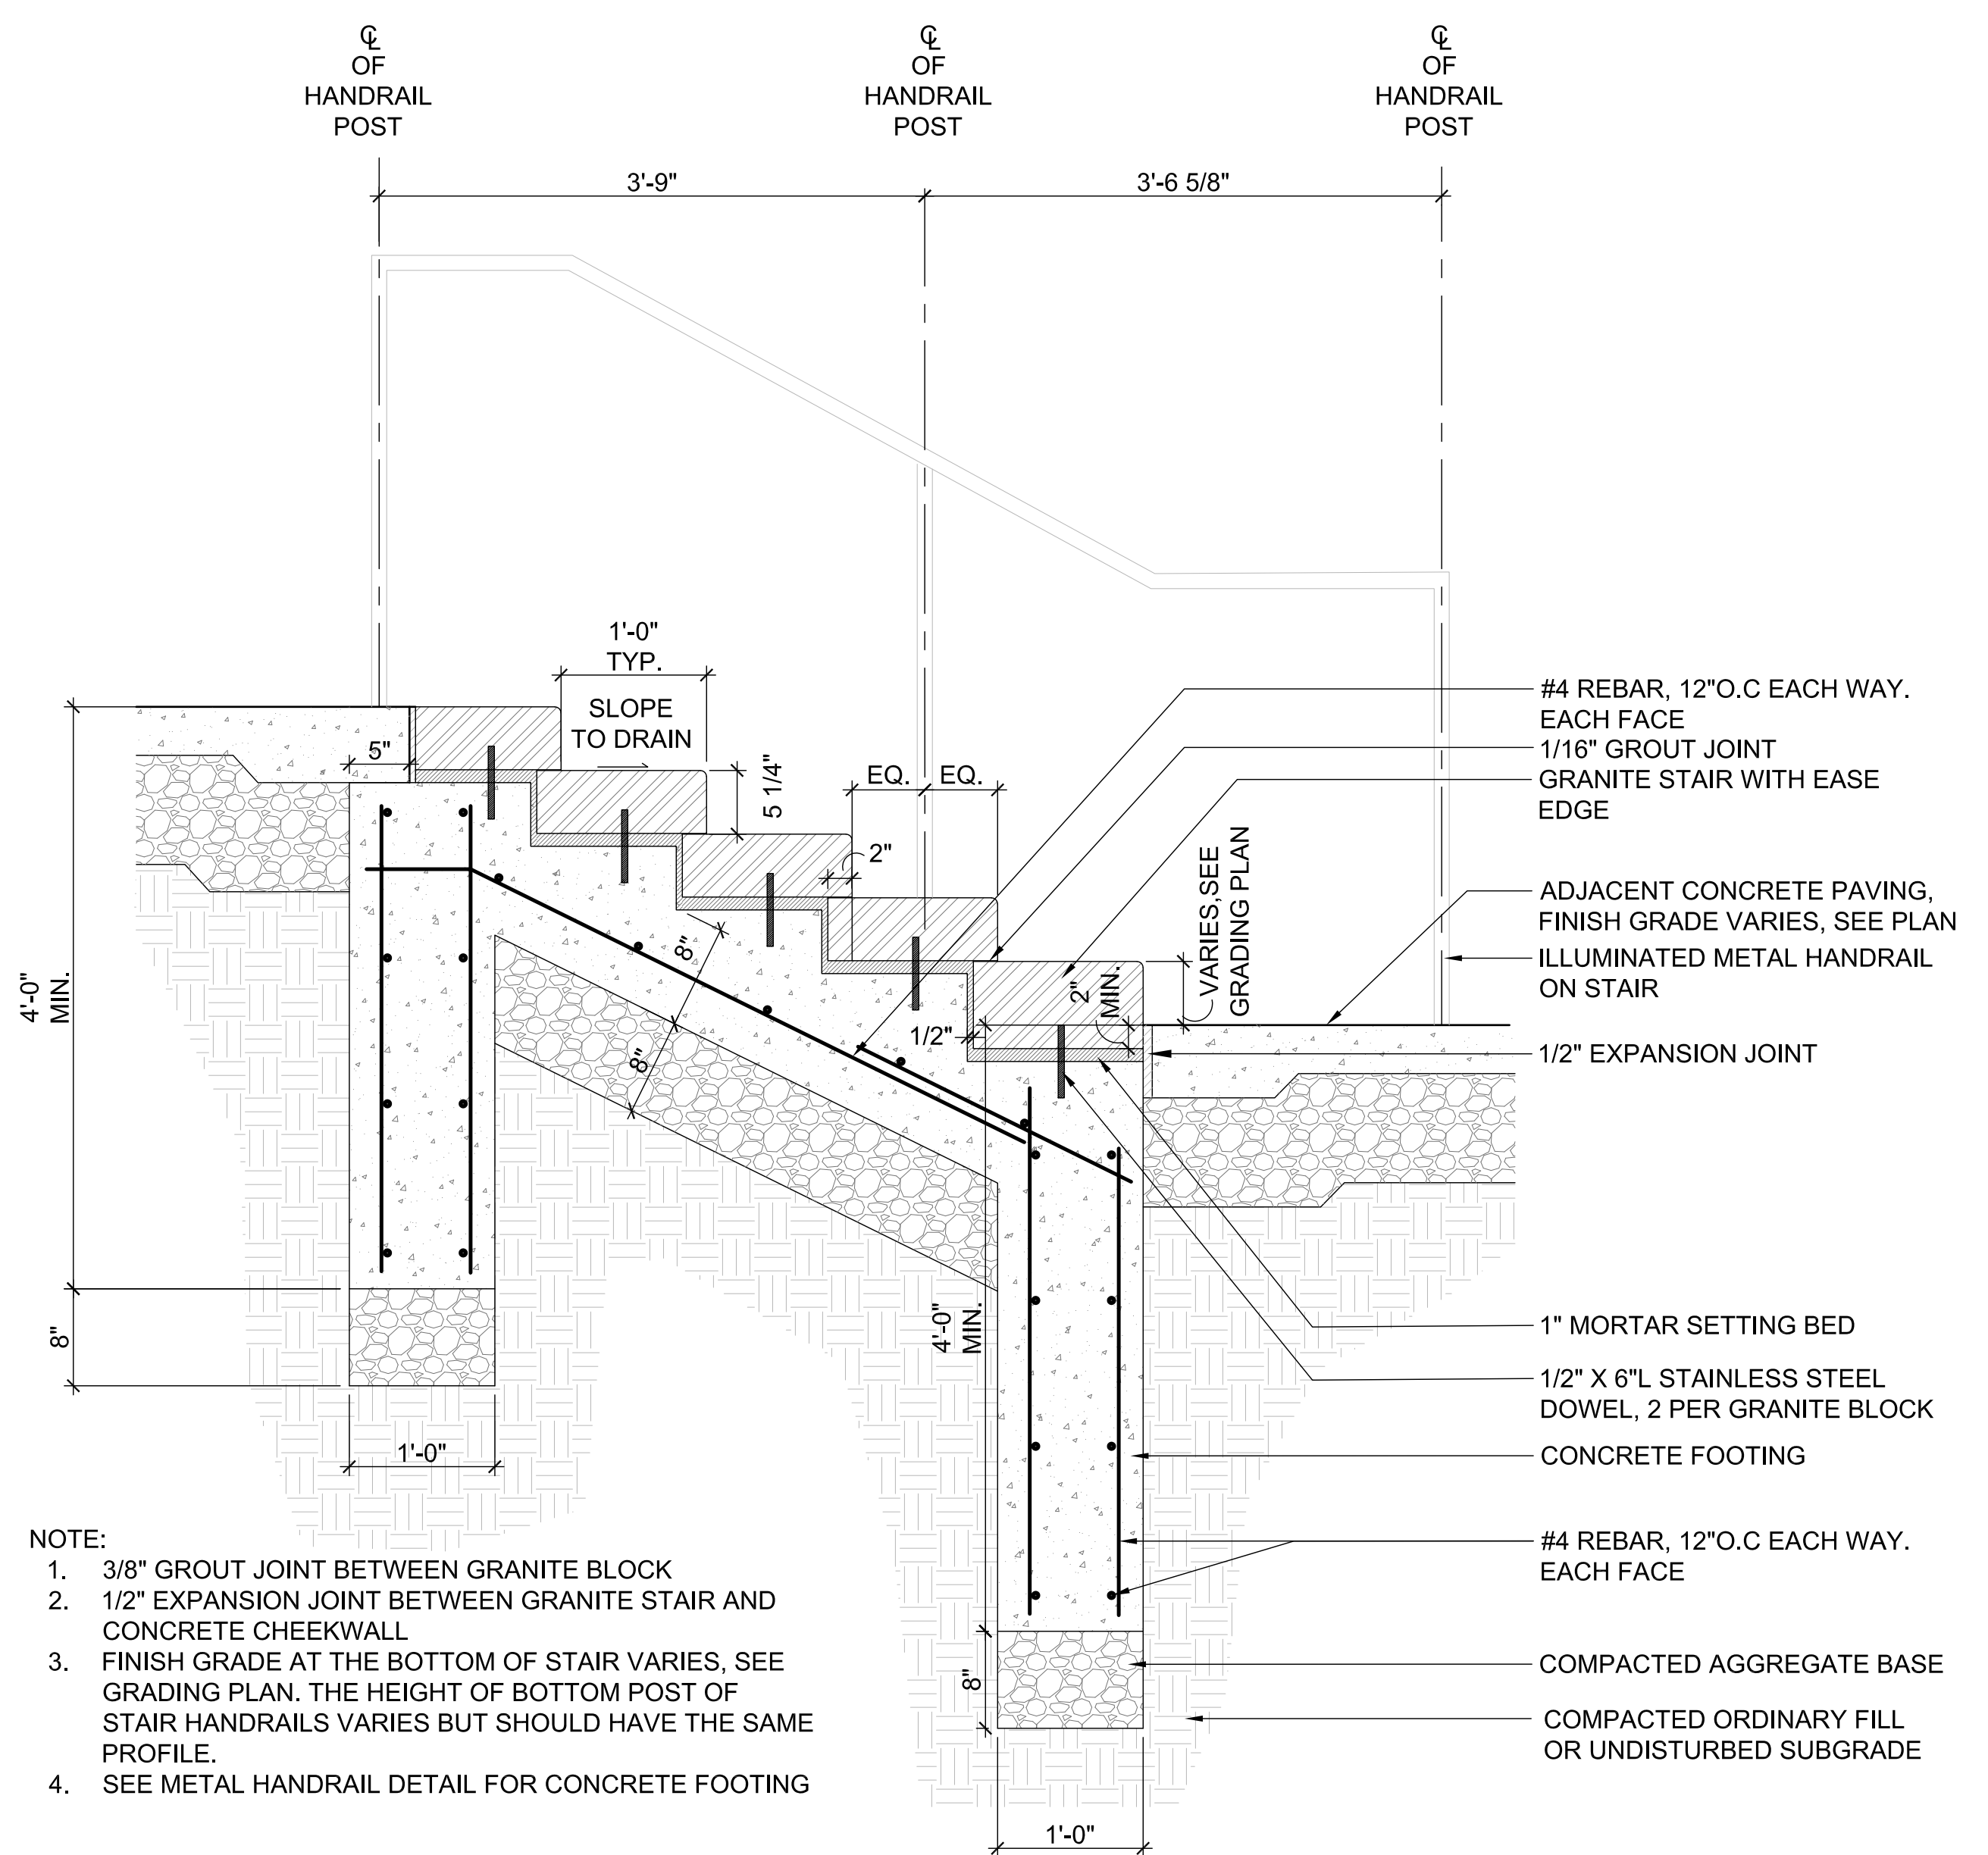 ℄
OF
HANDRAIL
POST
℄
OF
HANDRAIL
POST
℄
OF
HANDRAIL
POST
3'-9"
3'-6 5/8"
1'-0"
TYP.
SLOPE
TO DRAIN
5"
5 1/4"
EQ.
EQ.
2"
VARIES,SEE
GRADING PLAN
2"
MIN.
1/2"
8"
8"
4'-0"
MIN.
8"
1'-0"
4'-0"
MIN.
8"
1'-0"
#4 REBAR, 12"O.C EACH WAY.
EACH FACE
1/16" GROUT JOINT
GRANITE STAIR WITH EASE
EDGE
ADJACENT CONCRETE PAVING,
FINISH GRADE VARIES, SEE PLAN
ILLUMINATED METAL HANDRAIL
ON STAIR
1/2" EXPANSION JOINT
1" MORTAR SETTING BED
1/2" X 6"L STAINLESS STEEL
DOWEL, 2 PER GRANITE BLOCK
CONCRETE FOOTING
#4 REBAR, 12"O.C EACH WAY.
EACH FACE
COMPACTED AGGREGATE BASE
COMPACTED ORDINARY FILL
OR UNDISTURBED SUBGRADE
NOTE:
1. 3/8" GROUT JOINT BETWEEN GRANITE BLOCK
2. 1/2" EXPANSION JOINT BETWEEN GRANITE STAIR AND
CONCRETE CHEEKWALL
3. FINISH GRADE AT THE BOTTOM OF STAIR VARIES, SEE
GRADING PLAN. THE HEIGHT OF BOTTOM POST OF
STAIR HANDRAILS VARIES BUT SHOULD HAVE THE SAME
PROFILE.
4. SEE METAL HANDRAIL DETAIL FOR CONCRETE FOOTING